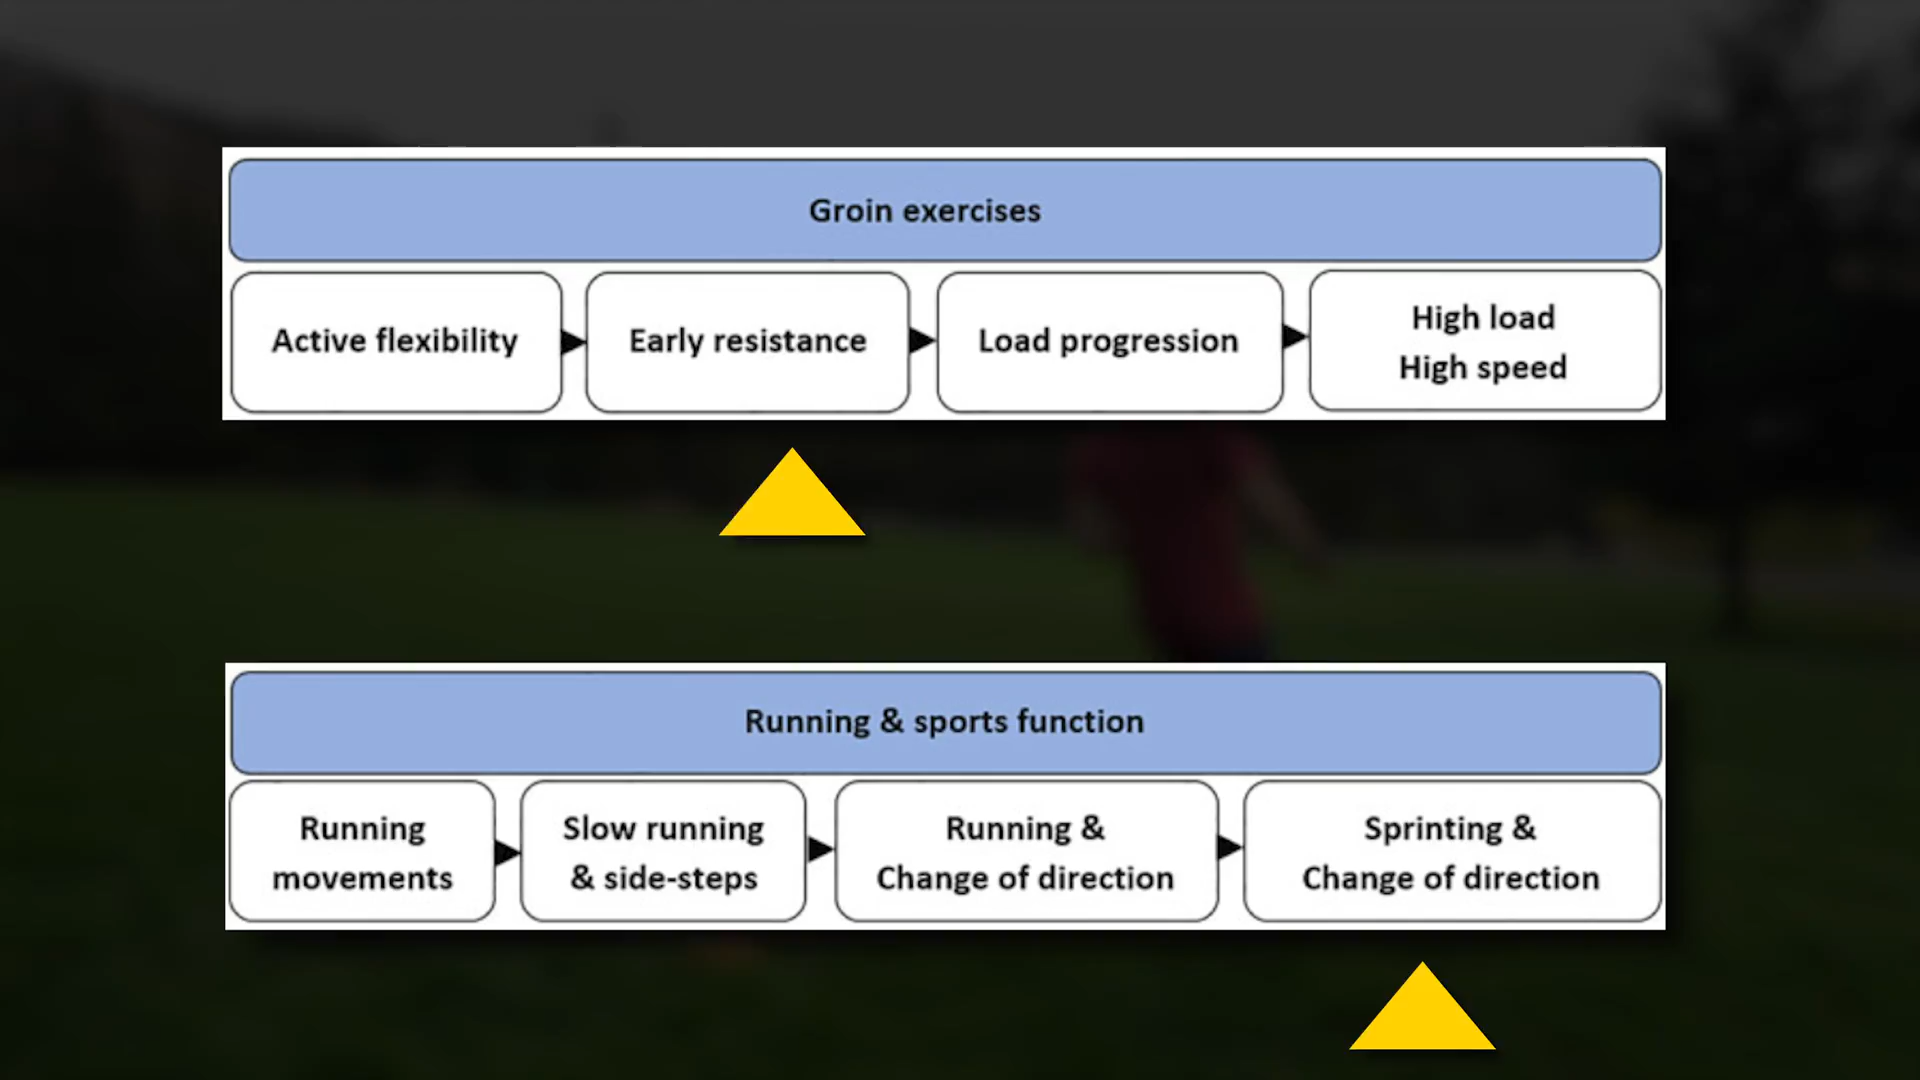 Groin exercises
Active flexibility
Early resistance
Load progression
High load
High speed
Running & sports function
Running
movements
Slow running
& side-steps
Running &
Change of direction
Sprinting &
Change of direction